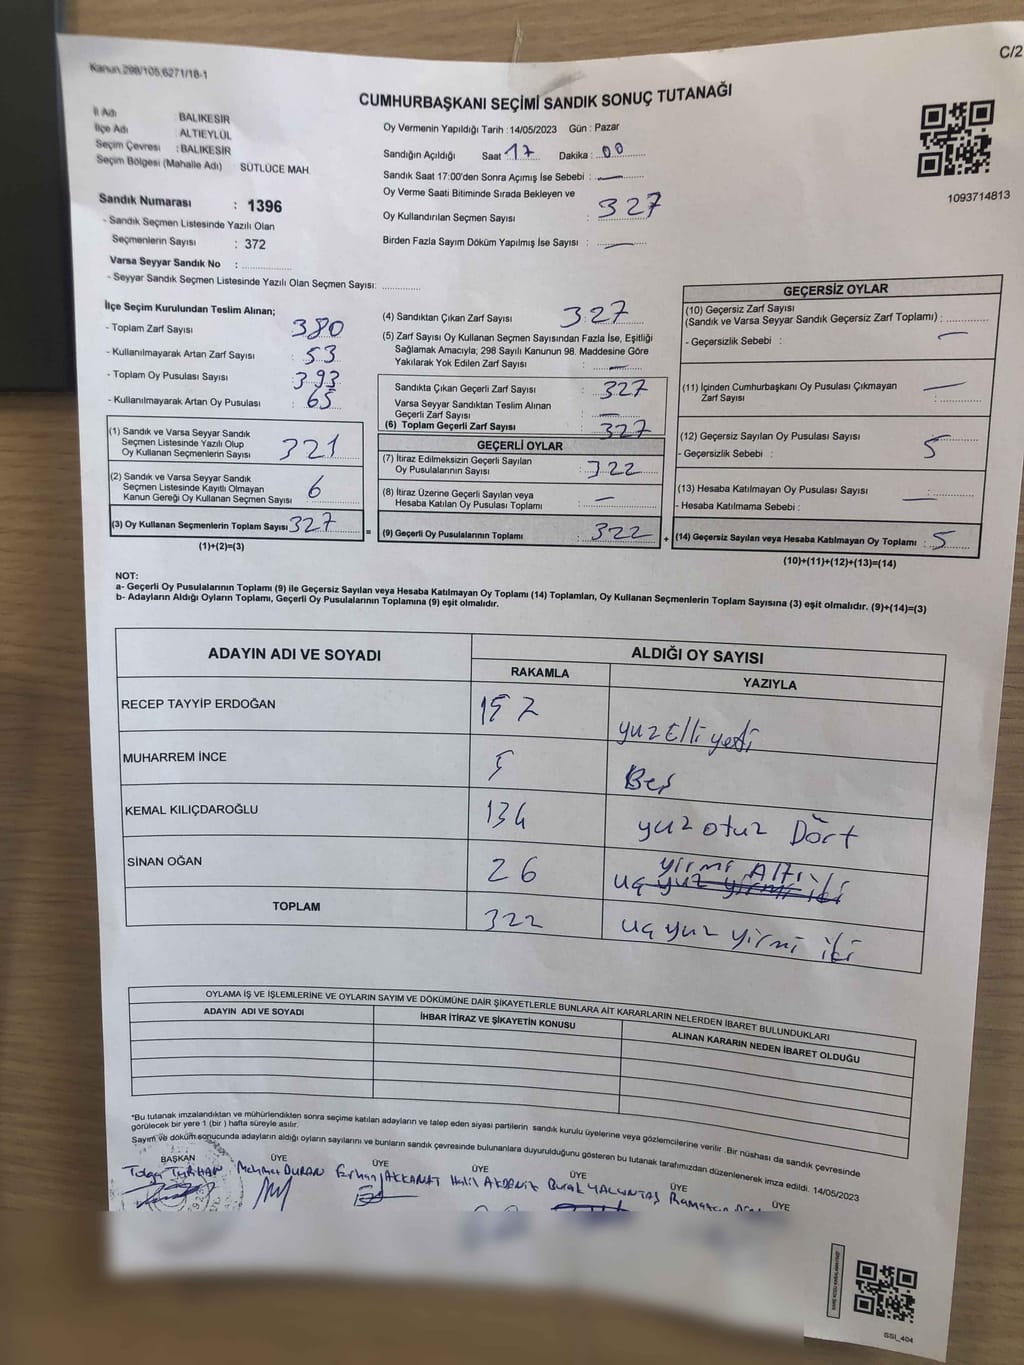 C/2
Kanun.298/105,6271/18-1
CUMHURBAŞKANI SEÇİMİ SANDIK SONUÇ TUTANAĞI
İl Adı : BALIKESİR
İlçe Adı : ALTIEYLÜL
Seçim Çevresi : BALIKESİR
Seçim Bölgesi (Mahalle Adı) SÜTLÜCE MAH.
Sandık Numarası : 1396
- Sandık Seçmen Listesinde Yazılı Olan
Seçmenlerin Sayısı : 372
Varsa Seyyar Sandık No :
- Seyyar Sandık Seçmen Listesinde Yazılı Olan Seçmen Sayısı:
Oy Vermenin Yapıldığı Tarih : 14/05/2023 Gün : Pazar
Sandığın Açıldığı Saat 17 Dakika : 00
Sandık Saat 17:00'den Sonra Açımış İse Sebebi : —
Oy Verme Saati Bitiminde Sırada Bekleyen ve
Oy Kullandırılan Seçmen Sayısı : 327
Birden Fazla Sayım Döküm Yapılmış İse Sayısı : —
1093714813
İlçe Seçim Kurulundan Teslim Alınan;
- Toplam Zarf Sayısı : 380
- Kullanılmayarak Artan Zarf Sayısı : 53
- Toplam Oy Pusulası Sayısı : 393
- Kullanılmayarak Artan Oy Pusulası : 65
(1) Sandık ve Varsa Seyyar Sandık
Seçmen Listesinde Yazılı Olup
Oy Kullanan Seçmenlerin Sayısı 321
(2) Sandık ve Varsa Seyyar Sandık
Seçmen Listesinde Kayıtlı Olmayan
Kanun Gereği Oy Kullanan Seçmen Sayısı 6
(3) Oy Kullanan Seçmenlerin Toplam Sayısı 327 =
(1)+(2)=(3)
(4) Sandıktan Çıkan Zarf Sayısı : 327
(5) Zarf Sayısı Oy Kullanan Seçmen Sayısından Fazla İse, Eşitliği
Sağlamak Amacıyla; 298 Sayılı Kanunun 98. Maddesine Göre
Yakılarak Yok Edilen Zarf Sayısı : —
Sandıkta Çıkan Geçerli Zarf Sayısı : 327
Varsa Seyyar Sandıktan Teslim Alınan
Geçerli Zarf Sayısı : —
(6) Toplam Geçerli Zarf Sayısı : 327
GEÇERLİ OYLAR
(7) İtiraz Edilmeksizin Geçerli Sayılan
Oy Pusulalarının Sayısı : 322
(8) İtiraz Üzerine Geçerli Sayılan veya
Hesaba Katılan Oy Pusulası Toplamı : —
(9) Geçerli Oy Pusulalarının Toplamı : 322 +
GEÇERSİZ OYLAR
(10) Geçersiz Zarf Sayısı
(Sandık ve Varsa Seyyar Sandık Geçersiz Zarf Toplamı) :
- Geçersizlik Sebebi : —
(11) İçinden Cumhurbaşkanı Oy Pusulası Çıkmayan
Zarf Sayısı : —
(12) Geçersiz Sayılan Oy Pusulası Sayısı : 5
- Geçersizlik Sebebi :
(13) Hesaba Katılmayan Oy Pusulası Sayısı : —
- Hesaba Katılmama Sebebi :
(14) Geçersiz Sayılan veya Hesaba Katılmayan Oy Toplamı : 5
(10)+(11)+(12)+(13)=(14)
NOT:
a- Geçerli Oy Pusulalarının Toplamı (9) ile Geçersiz Sayılan veya Hesaba Katılmayan Oy Toplamı (14) Toplamları, Oy Kullanan Seçmenlerin Toplam Sayısına (3) eşit olmalıdır. (9)+(14)=(3)
b- Adayların Aldığı Oyların Toplamı, Geçerli Oy Pusulalarının Toplamına (9) eşit olmalıdır.
ADAYIN ADI VE SOYADI ALDIĞI OY SAYISI
RAKAMLA YAZIYLA
RECEP TAYYİP ERDOĞAN 157 yuzelliyedi
MUHARREM İNCE 5 Beş
KEMAL KILIÇDAROĞLU 134 yuz otuz Dört
SİNAN OĞAN 26 yirmi Altı
uç yuz yirmi iki
TOPLAM 322 uç yuz yirmi iki
OYLAMA İŞ VE İŞLEMLERİNE VE OYLARIN SAYIM VE DÖKÜMÜNE DAİR ŞİKAYETLERLE BUNLARA AİT KARARLARIN NELERDEN İBARET BULUNDUKLARI
ADAYIN ADI VE SOYADI İHBAR İTİRAZ VE ŞİKAYETİN KONUSU ALINAN KARARIN NEDEN İBARET OLDUĞU
*Bu tutanak imzalandıktan ve mühürlendikten sonra seçime katılan adayların ve talep eden siyasi partilerin sandık kurulu üyelerine veya gözlemcilerine verilir. Bir nüshası da sandık çevresinde
görülecek bir yere 1 (bir ) hafta süreyle asılır.
Sayım ve döküm sonucunda adayların aldığı oyların sayılarını ve bunların sandık çevresinde bulunanlara duyurulduğunu gösteren bu tutanak tarafımızdan düzenlenerek imza edildi. 14/05/2023
BAŞKAN ÜYE ÜYE ÜYE ÜYE ÜYE ÜYE
Tolga TURHAN Mehmet DURAN Erhan AKKANAT Halil AKDENİZ Burak YALÇINTAŞ Ramazan
SSI_404